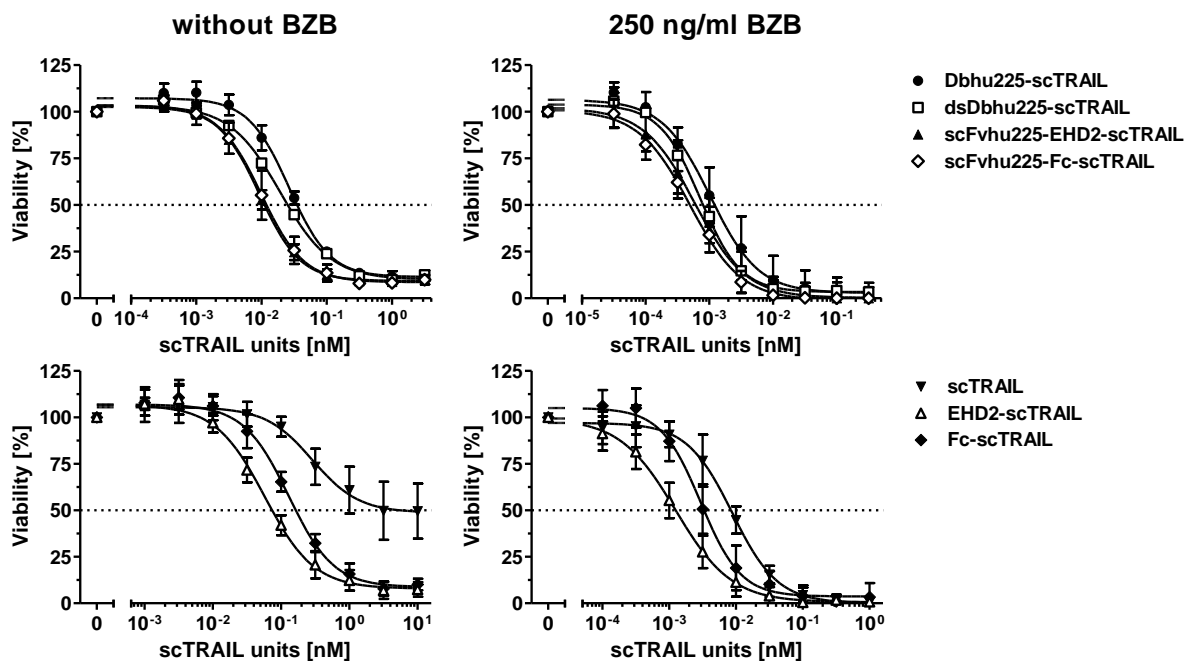 without BZB
250 ng/ml BZB
125
100
75
50
25
0
Viability [%]
0 10⁻⁴ 10⁻³ 10⁻² 10⁻¹ 10⁰
scTRAIL units [nM]
125
100
75
50
25
0
Viability [%]
0 10⁻⁵ 10⁻⁴ 10⁻³ 10⁻² 10⁻¹
scTRAIL units [nM]
Dbhu225-scTRAIL
dsDbhu225-scTRAIL
scFvhu225-EHD2-scTRAIL
scFvhu225-Fc-scTRAIL
125
100
75
50
25
0
Viability [%]
0 10⁻³ 10⁻² 10⁻¹ 10⁰ 10¹
scTRAIL units [nM]
125
100
75
50
25
0
Viability [%]
0 10⁻⁴ 10⁻³ 10⁻² 10⁻¹ 10⁰
scTRAIL units [nM]
scTRAIL
EHD2-scTRAIL
Fc-scTRAIL